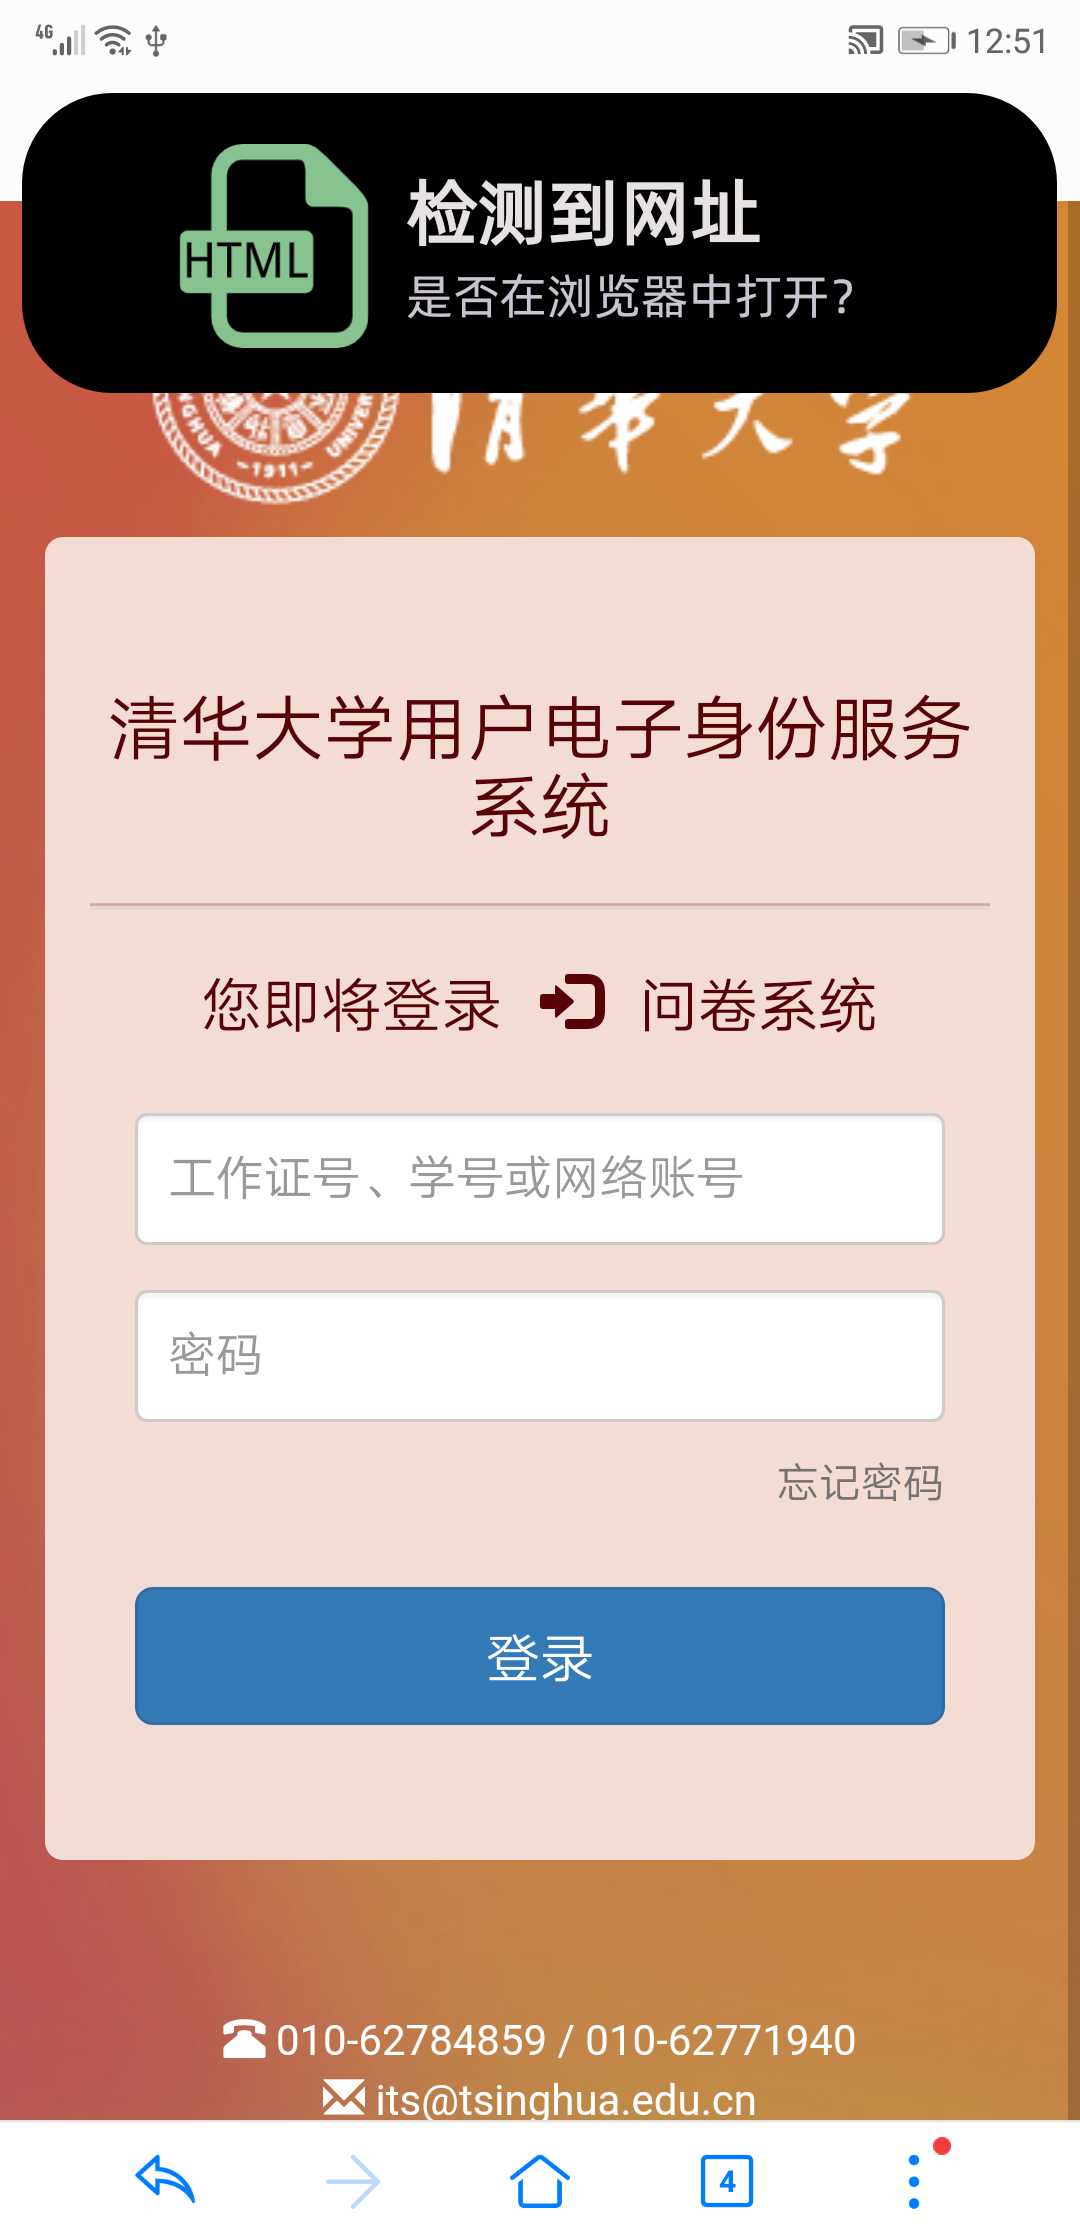 4G 12:51
HTML
检测到网址
是否在浏览器中打开?
清华大学
1911
清华大学用户电子身份服务
系统
您即将登录 问卷系统
工作证号、学号或网络账号
密码
忘记密码
登录
010-62784859 / 010-62771940
its@tsinghua.edu.cn
4